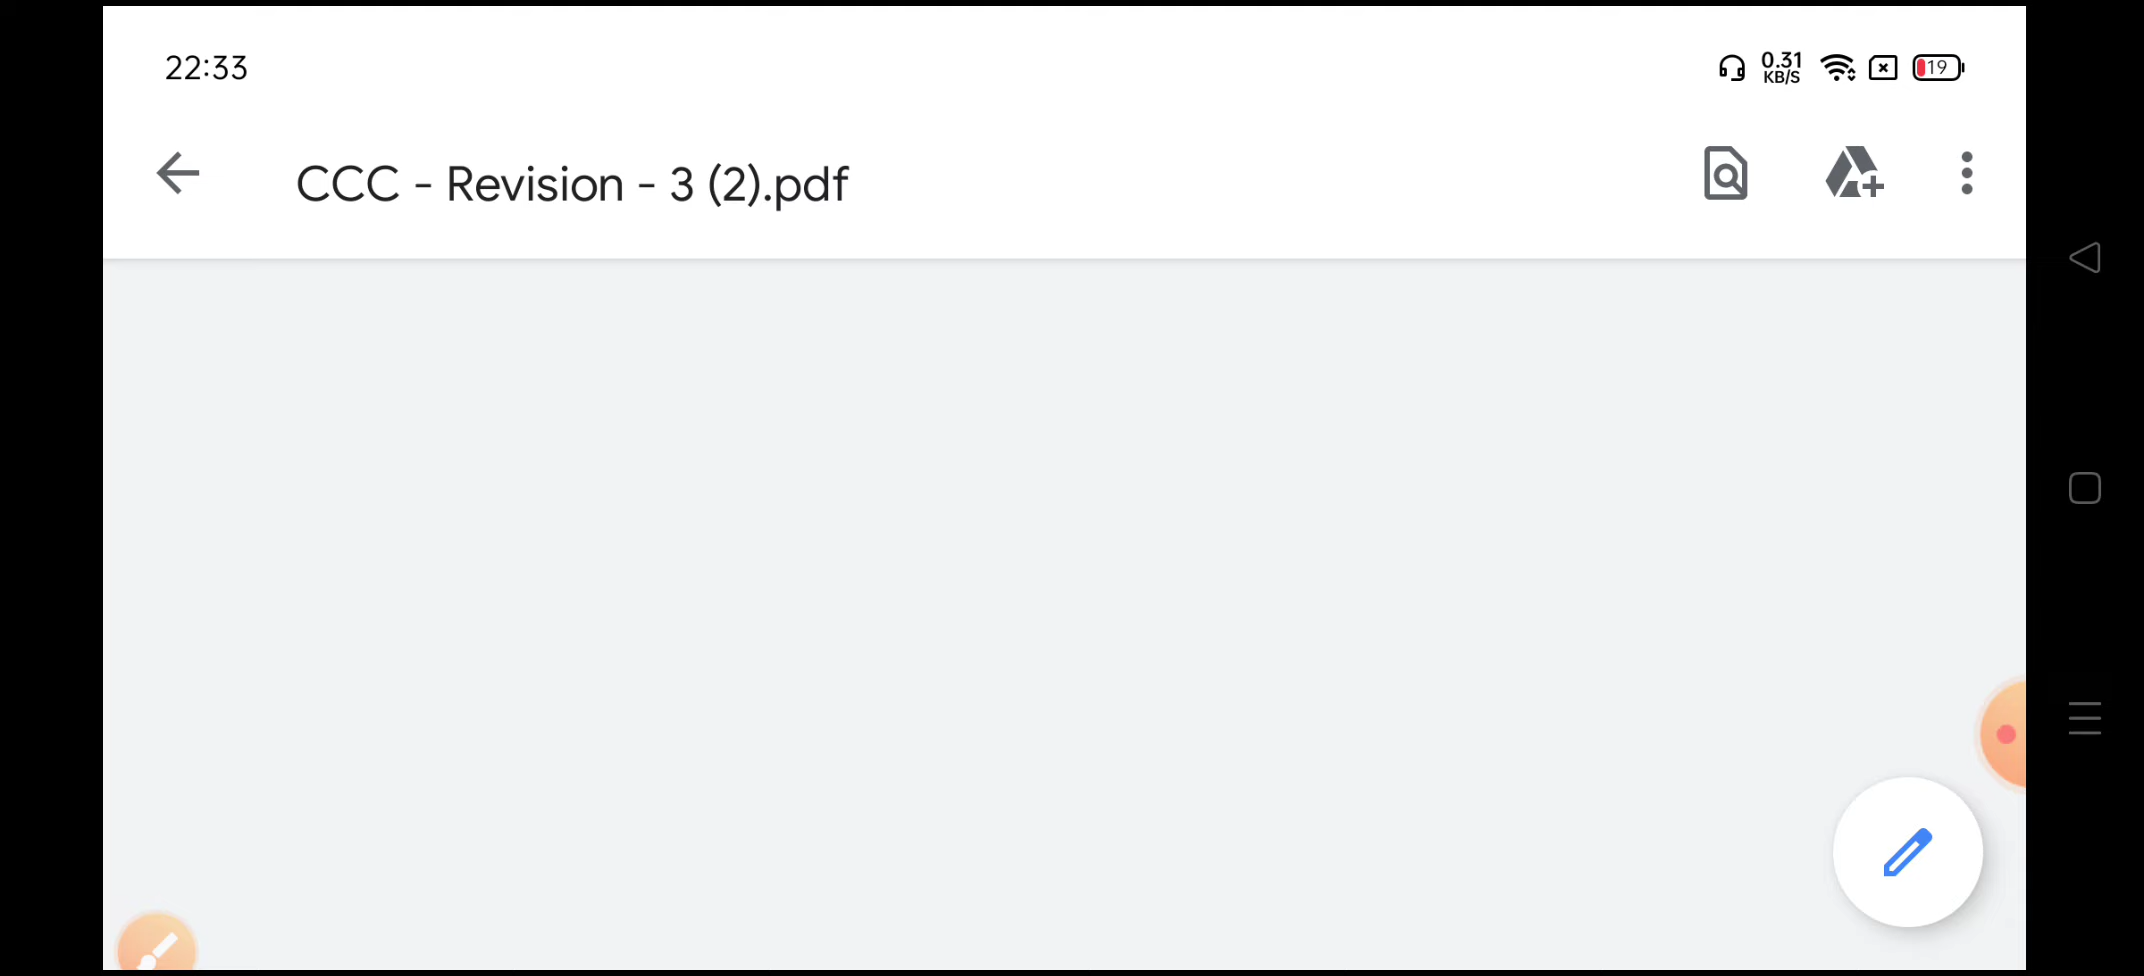 22:33
0.31
KB/S
19
CCC - Revision - 3 (2).pdf